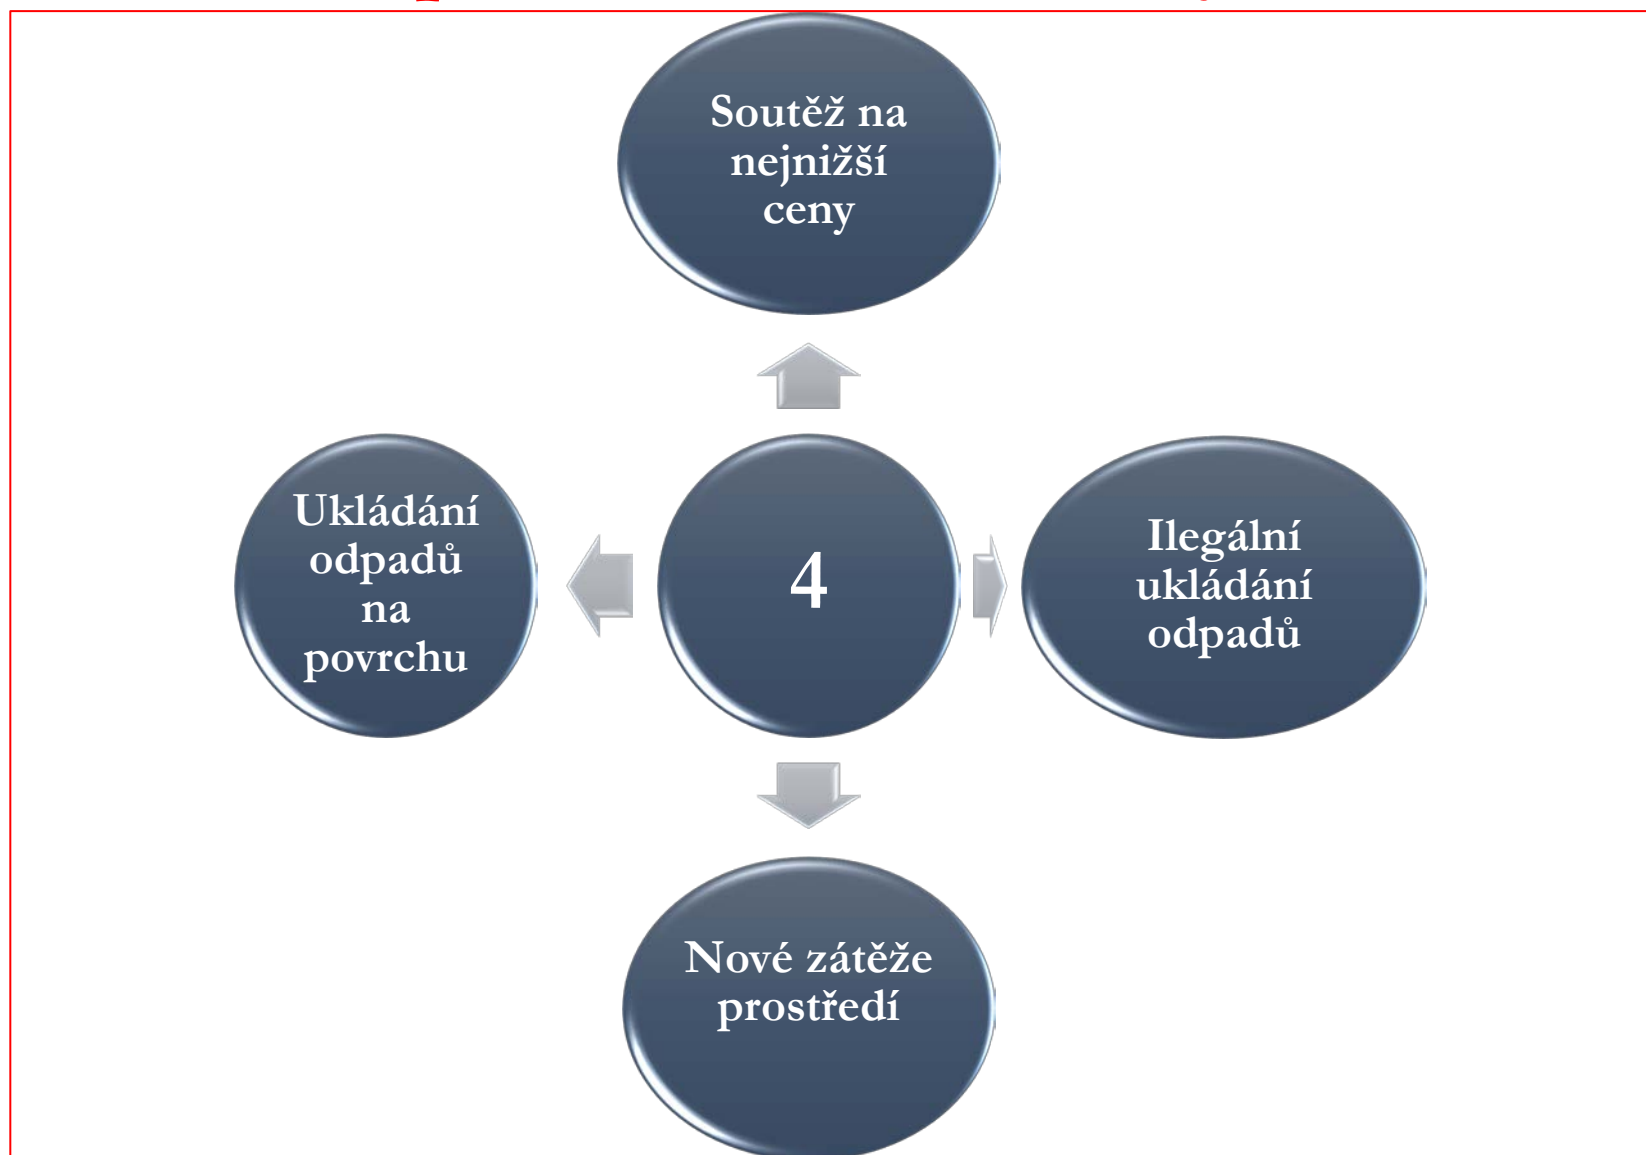 Soutěž na
nejnižší
ceny
Ukládání
odpadů
na
povrchu
4
Ilegální
ukládání
odpadů
Nové zátěže
prostředí